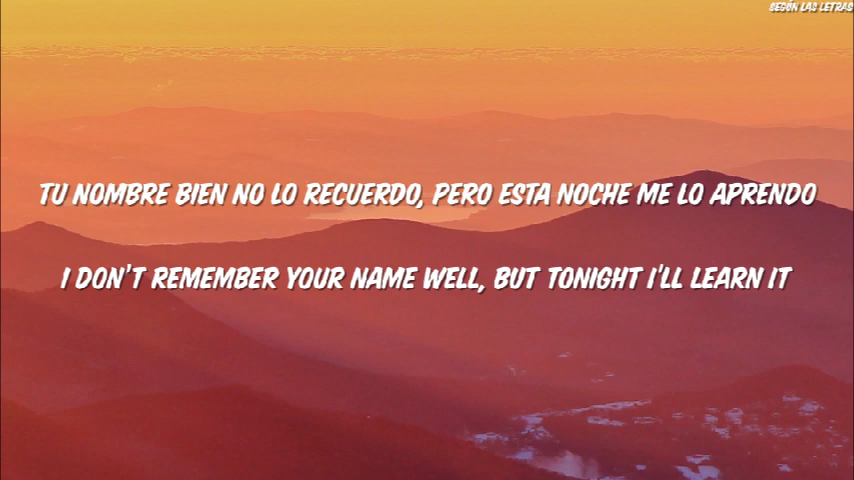 SEGÚN LAS LETRAS
TU NOMBRE BIEN NO LO RECUERDO, PERO ESTA NOCHE ME LO APRENDO
I DON'T REMEMBER YOUR NAME WELL, BUT TONIGHT I'LL LEARN IT